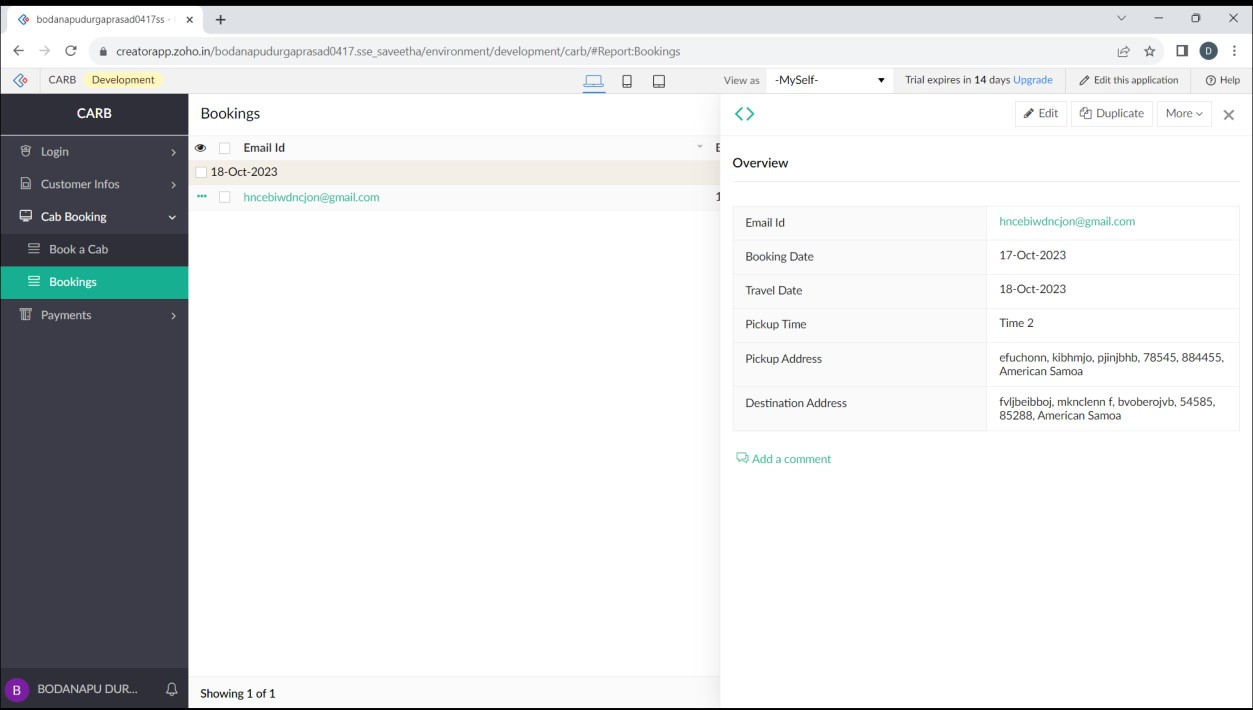 bodanapudurgaprasad0417ss -
creatorapp.zoho.in/bodanapudurgaprasad0417.sse_saveetha/environment/development/carb/#Report:Bookings
D
CARB Development
View as -MySelf-
Trial expires in 14 days Upgrade
Edit this application
Help
CARB
Login
Customer Infos
Cab Booking
Book a Cab
Bookings
Payments
B BODANAPU DUR...
Bookings
Email Id
18-Oct-2023
hncebiwdncjon@gmail.com
Showing 1 of 1
Edit Duplicate More
Overview
Email Id hncebiwdncjon@gmail.com
Booking Date 17-Oct-2023
Travel Date 18-Oct-2023
Pickup Time Time 2
Pickup Address efuchonn, kibhmjo, pjinjbhb, 78545, 884455,
American Samoa
Destination Address fvljbeibboj, mknclenn f, bvoberojvb, 54585,
85288, American Samoa
Add a comment